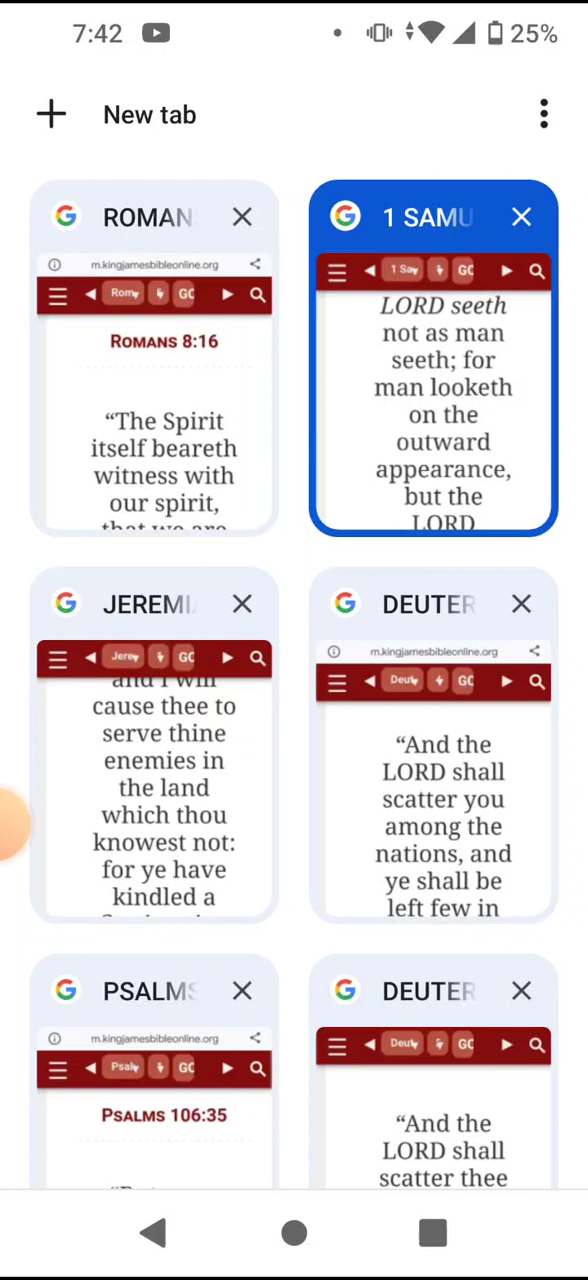 7:42
25%
New tab
ROMAN
m.kingjamesbibleonline.org
Rom
GO
ROMANS 8:16
“The Spirit
itself beareth
witness with
our spirit,
that we are
1 SAMU
1 Sa
GO
LORD seeth
not as man
seeth; for
man looketh
on the
outward
appearance,
but the
LORD
JEREMI
Jere
GO
and I will
cause thee to
serve thine
enemies in
the land
which thou
knowest not:
for ye have
kindled a
DEUTER
m.kingjamesbibleonline.org
Deut
GO
“And the
LORD shall
scatter you
among the
nations, and
ye shall be
left few in
PSALMS
m.kingjamesbibleonline.org
Psal
GO
PSALMS 106:35
DEUTER
Deut
GO
“And the
LORD shall
scatter thee